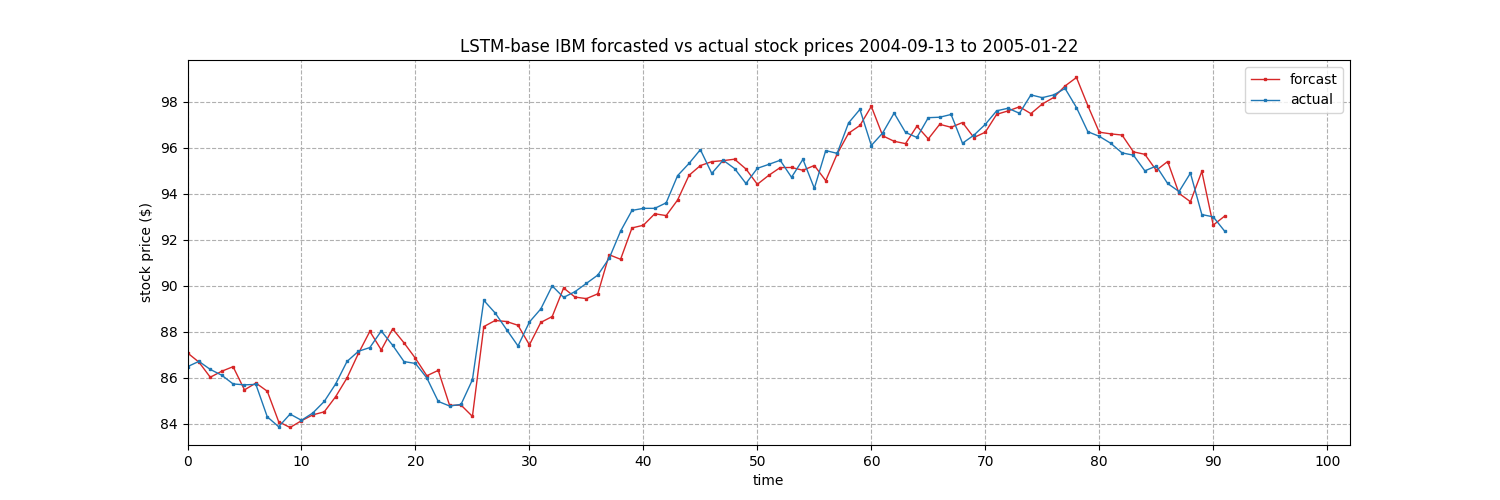 LSTM-base IBM forcasted vs actual stock prices 2004-09-13 to 2005-01-22
forcast
actual
98
96
94
92
90
88
86
84
stock price ($)
0 10 20 30 40 50 60 70 80 90 100
time